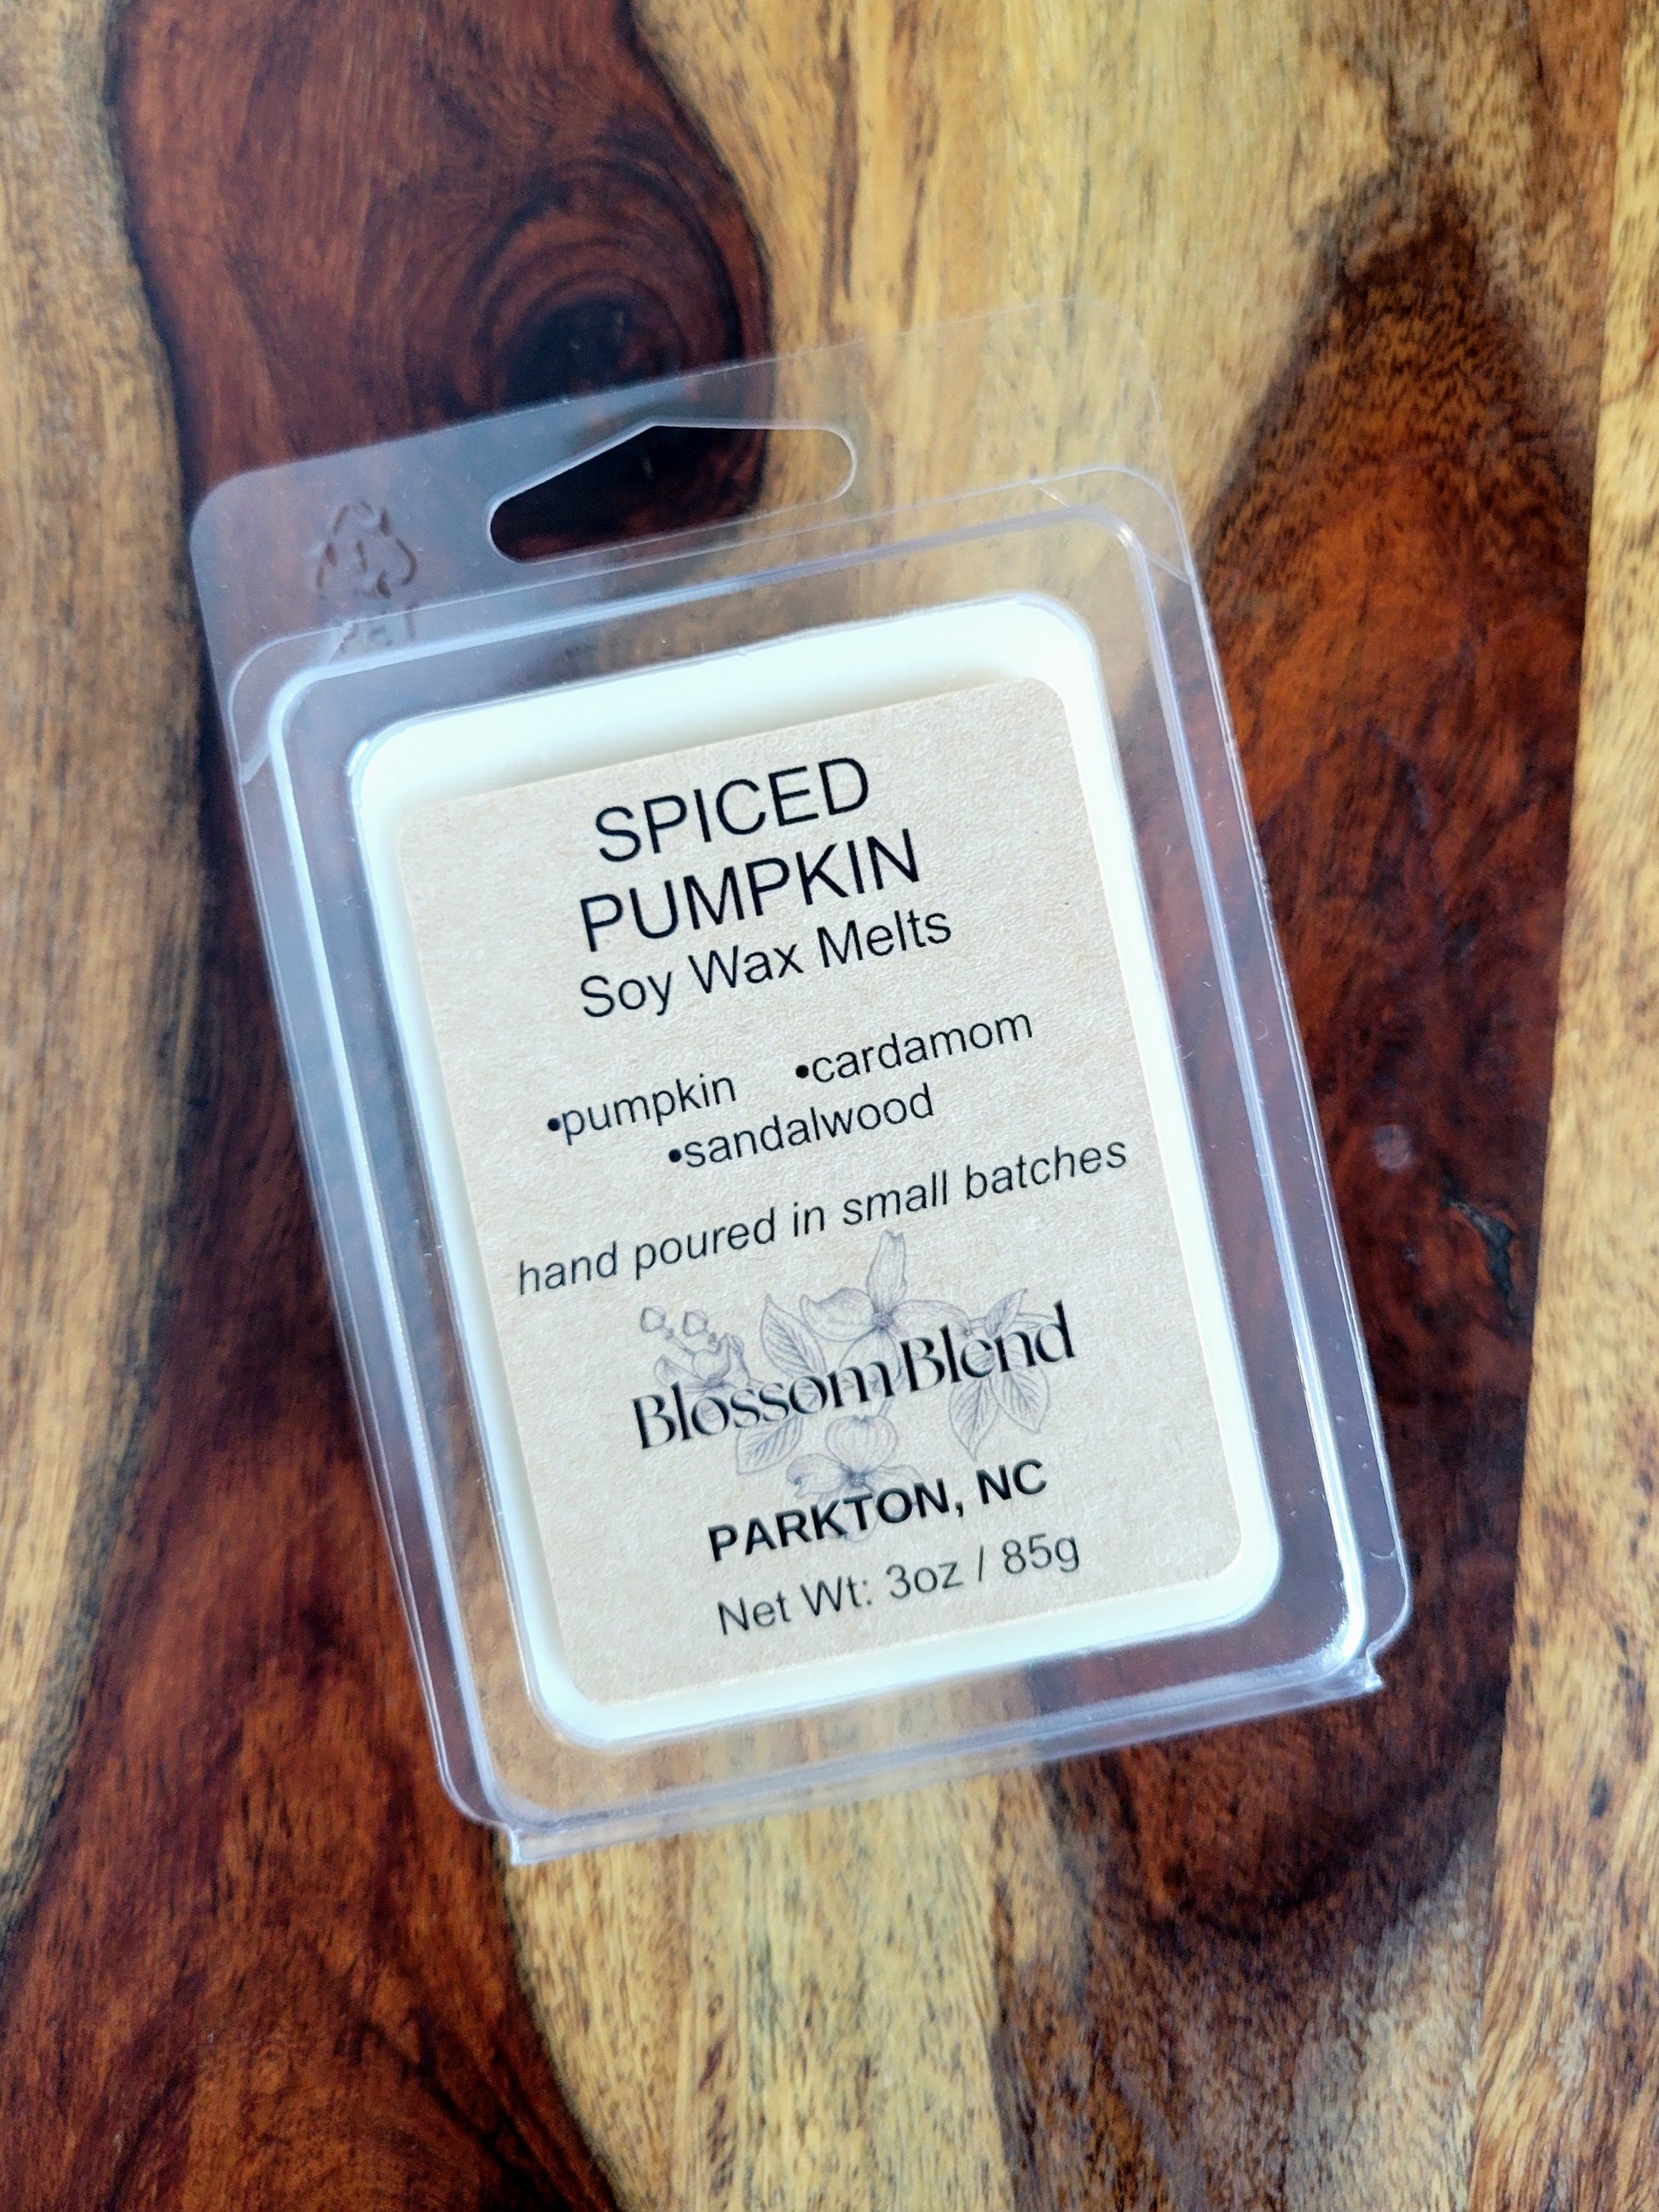 SPICED
PUMPKIN
Soy Wax Melts
•pumpkin •cardamom
•sandalwood
hand poured in small batches
Blossom Blend
PARKTON, NC
Net Wt: 3oz / 85g